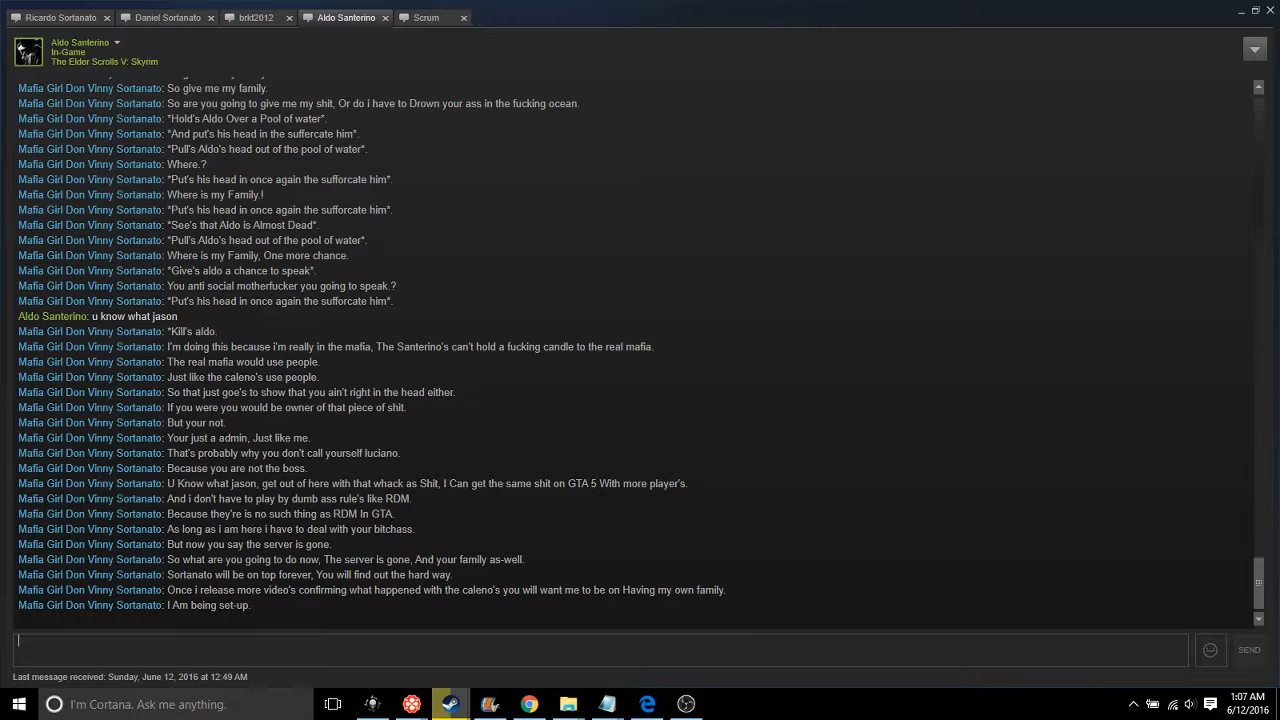 Ricardo Sortanato
Daniel Sortanato
brkt2012
Aldo Santerino
Scrum
Aldo Santerino
In-Game
The Elder Scrolls V: Skyrim
Mafia Girl Don Vinny Sortanato: So give me my family.
Mafia Girl Don Vinny Sortanato: So are you going to give me my shit, Or do i have to Drown your ass in the fucking ocean.
Mafia Girl Don Vinny Sortanato: *Hold's Aldo Over a Pool of water*.
Mafia Girl Don Vinny Sortanato: *And put's his head in the suffercate him*.
Mafia Girl Don Vinny Sortanato: *Pull's Aldo's head out of the pool of water*.
Mafia Girl Don Vinny Sortanato: Where.?
Mafia Girl Don Vinny Sortanato: *Put's his head in once again the sufforcate him*.
Mafia Girl Don Vinny Sortanato: Where is my Family.!
Mafia Girl Don Vinny Sortanato: *Put's his head in once again the sufforcate him*.
Mafia Girl Don Vinny Sortanato: *See's that Aldo is Almost Dead*.
Mafia Girl Don Vinny Sortanato: *Pull's Aldo's head out of the pool of water*.
Mafia Girl Don Vinny Sortanato: Where is my Family, One more chance.
Mafia Girl Don Vinny Sortanato: *Give's aldo a chance to speak*.
Mafia Girl Don Vinny Sortanato: You anti social motherfucker you going to speak.?
Mafia Girl Don Vinny Sortanato: *Put's his head in once again the sufforcate him*.
Aldo Santerino: u know what jason
Mafia Girl Don Vinny Sortanato: *Kill's aldo.
Mafia Girl Don Vinny Sortanato: I'm doing this because i'm really in the mafia, The Santerino's can't hold a fucking candle to the real mafia.
Mafia Girl Don Vinny Sortanato: The real mafia would use people.
Mafia Girl Don Vinny Sortanato: Just like the caleno's use people.
Mafia Girl Don Vinny Sortanato: So that just goe's to show that you ain't right in the head either.
Mafia Girl Don Vinny Sortanato: If you were you would be owner of that piece of shit.
Mafia Girl Don Vinny Sortanato: But your not.
Mafia Girl Don Vinny Sortanato: Your just a admin, Just like me.
Mafia Girl Don Vinny Sortanato: That's probably why you don't call yourself luciano.
Mafia Girl Don Vinny Sortanato: Because you are not the boss.
Mafia Girl Don Vinny Sortanato: U Know what jason, get out of here with that whack as Shit, I Can get the same shit on GTA 5 With more player's.
Mafia Girl Don Vinny Sortanato: And i don't have to play by dumb ass rule's like RDM.
Mafia Girl Don Vinny Sortanato: Because they're is no such thing as RDM In GTA.
Mafia Girl Don Vinny Sortanato: As long as i am here i have to deal with your bitchass.
Mafia Girl Don Vinny Sortanato: But now you say the server is gone.
Mafia Girl Don Vinny Sortanato: So what are you going to do now, The server is gone, And your family as-well.
Mafia Girl Don Vinny Sortanato: Sortanato will be on top forever, You will find out the hard way.
Mafia Girl Don Vinny Sortanato: Once i release more video's confirming what happened with the caleno's you will want me to be on Having my own family.
Mafia Girl Don Vinny Sortanato: I Am being set-up.
SEND
Last message received: Sunday, June 12, 2016 at 12:49 AM
I'm Cortana. Ask me anything.
1:07 AM
6/12/2016